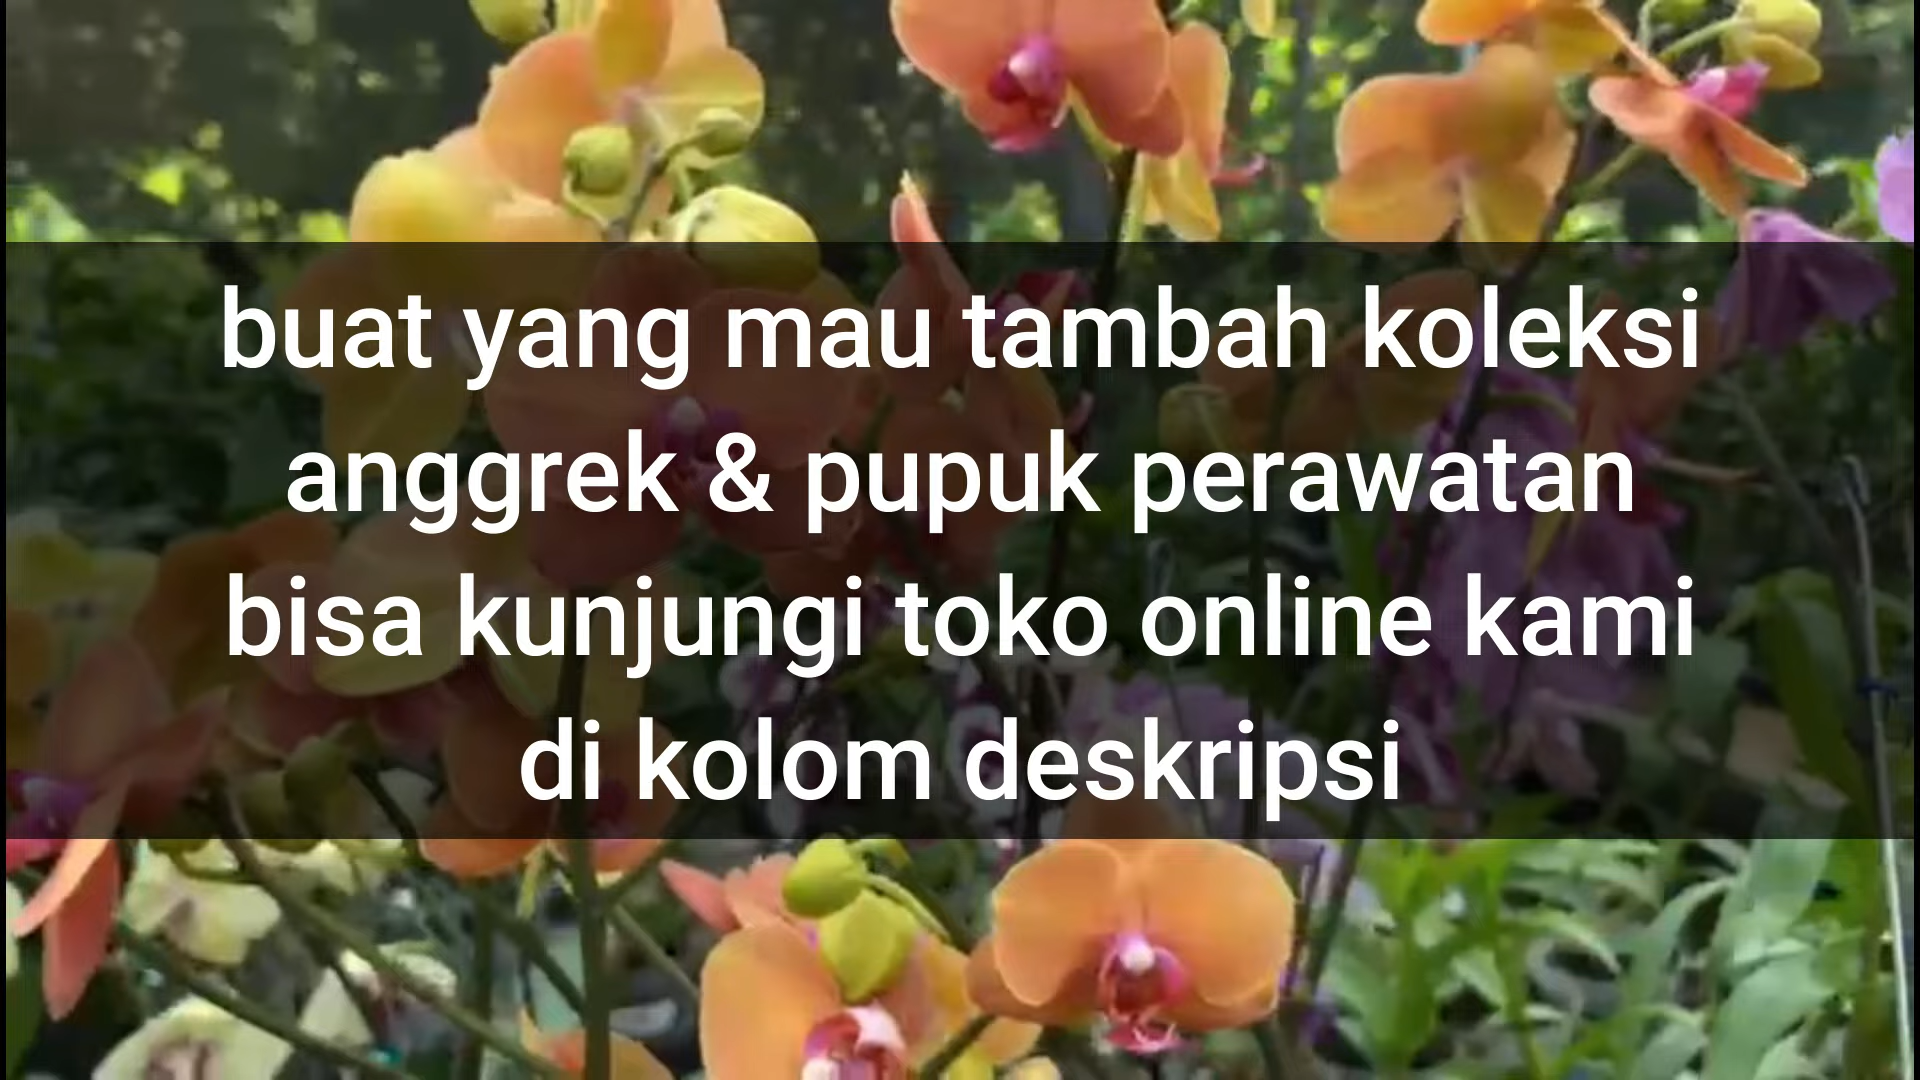 buat yang mau tambah koleksi
anggrek & pupuk perawatan
bisa kunjungi toko online kami
di kolom deskripsi